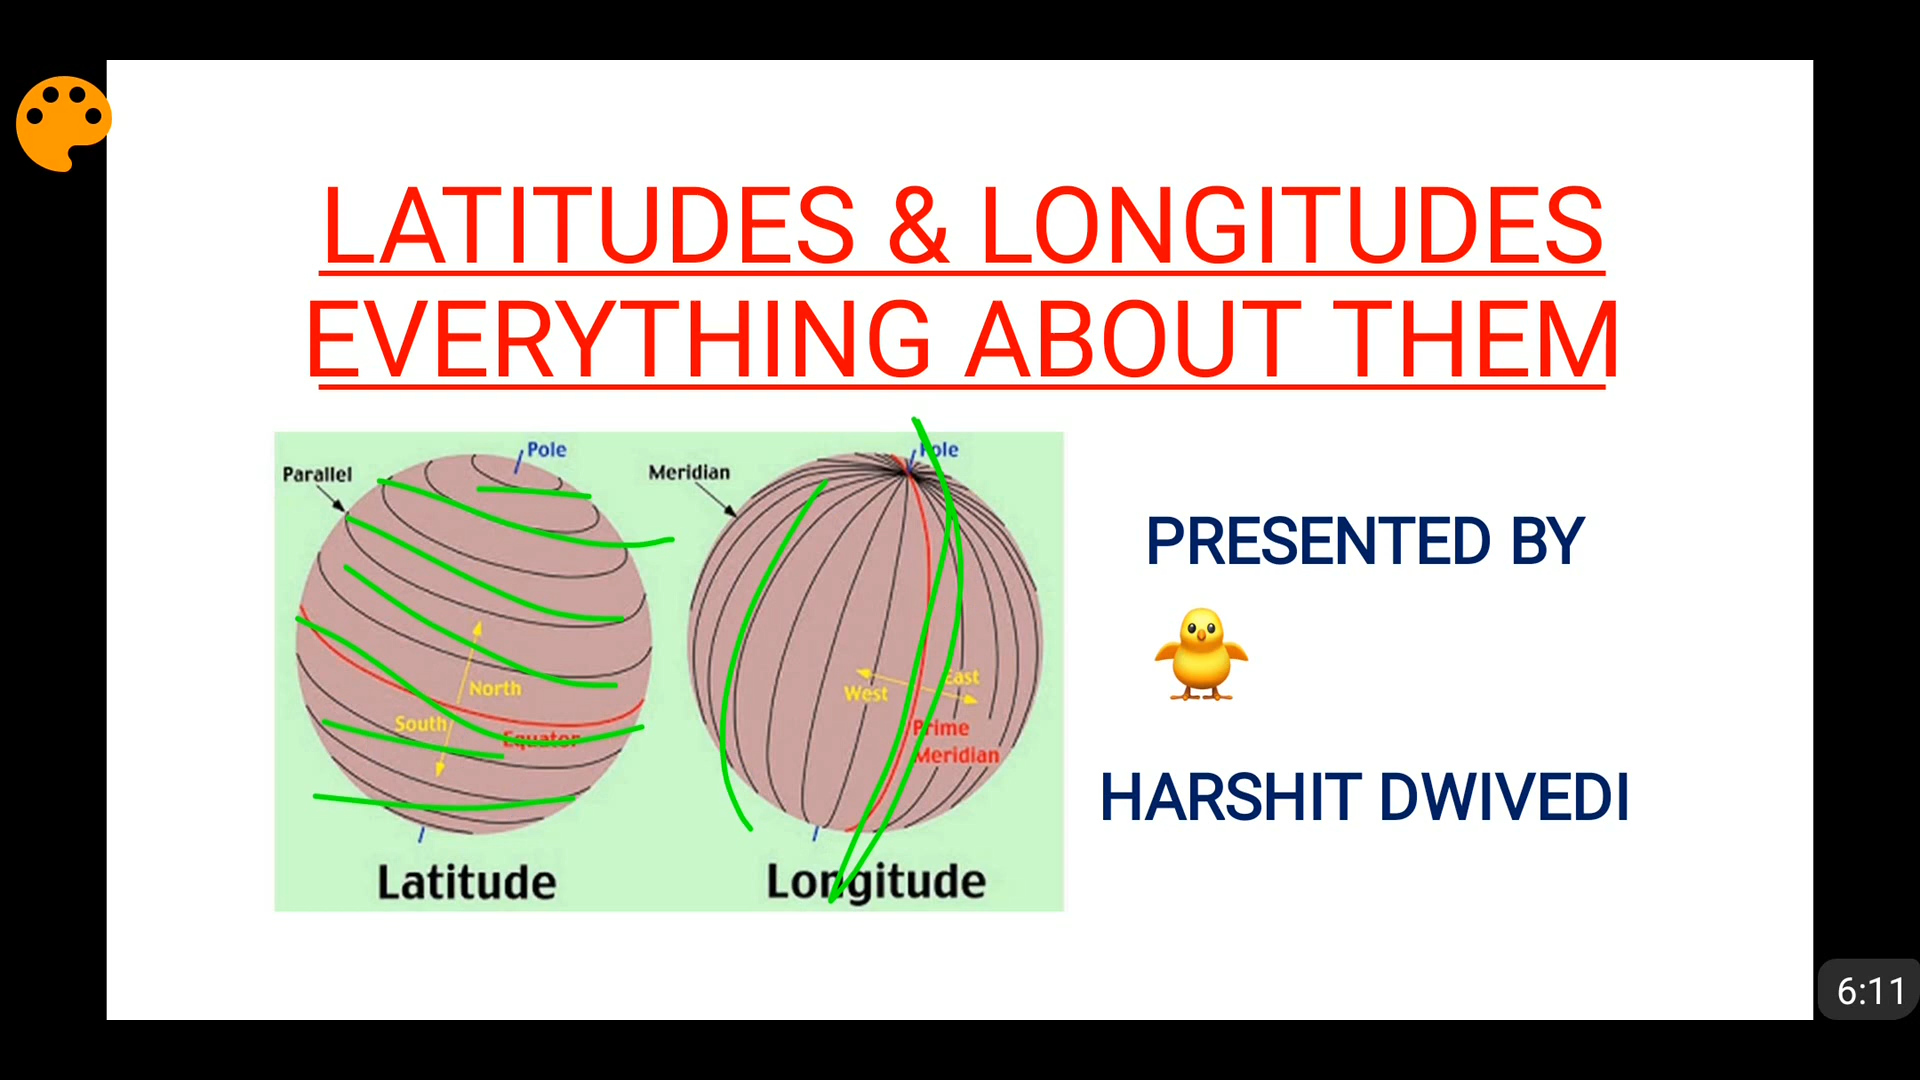 LATITUDES & LONGITUDES
EVERYTHING ABOUT THEM
Pole
Parallel
North
South
Equator
Latitude
Pole
Meridian
West
East
Prime
Meridian
Longitude
PRESENTED BY
HARSHIT DWIVEDI
6:11